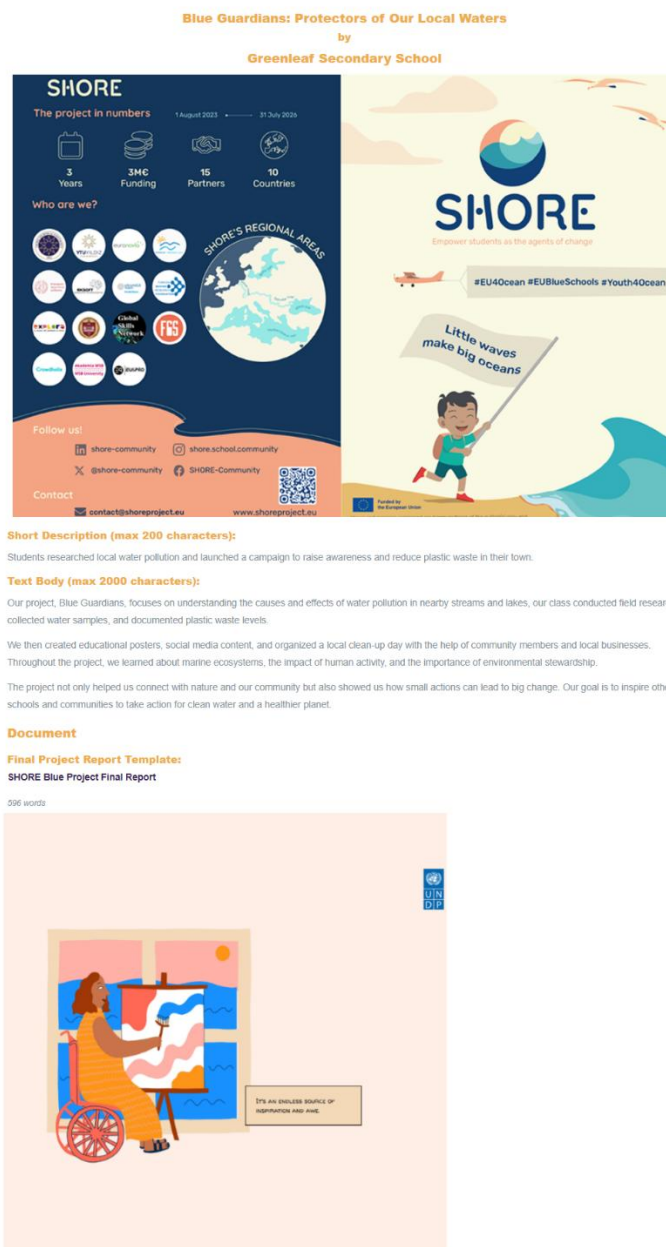 Blue Guardians: Protectors of Our Local Waters
by
Greenleaf Secondary School
SHORE
The project in numbers
1 August 2023
31 July 2026
3
Years
3M€
Funding
15
Partners
10
Countries
Who are we?
SHORE'S REGIONAL AREAS
euronovia
EXPLORA
Global
Skills
Network
FGS
Crowdhelix
WSB University
Follow us!
shore-community
shore.school.community
@shore-community
SHORE-Community
Contact
contact@shoreproject.eu
www.shoreproject.eu
SHORE
Empower students as the agents of change
#EU4Ocean #EUBlueSchools #Youth4Ocean
Little waves
make big oceans
Funded by
the European Union
Short Description (max 200 characters):
Students researched local water pollution and launched a campaign to raise awareness and reduce plastic waste in their town.
Text Body (max 2000 characters):
Our project, Blue Guardians, focuses on understanding the causes and effects of water pollution in nearby streams and lakes, our class conducted field resear
collected water samples, and documented plastic waste levels.
We then created educational posters, social media content, and organized a local clean-up day with the help of community members and local businesses.
Throughout the project, we learned about marine ecosystems, the impact of human activity, and the importance of environmental stewardship.
The project not only helped us connect with nature and our community but also showed us how small actions can lead to big change. Our goal is to inspire othe
schools and communities to take action for clean water and a healthier planet.
Document
Final Project Report Template:
SHORE Blue Project Final Report
596 words
UN
DP
IT'S AN ENDLESS SOURCE OF
INSPIRATION AND AWE.